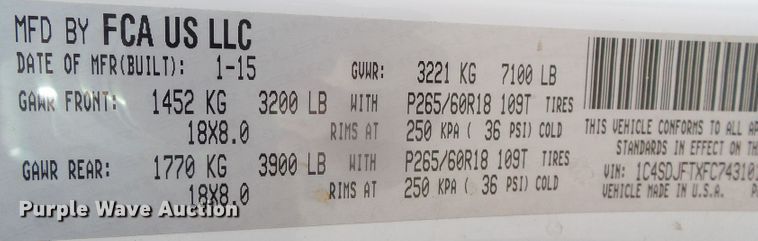 MFD BY FCA US LLC
DATE OF MFR(BUILT): 1-15 GVWR: 3221 KG 7100 LB
GAWR FRONT: 1452 KG 3200 LB WITH P265/60R18 109T TIRES
18X8.0 RIMS AT 250 KPA ( 36 PSI) COLD
THIS VEHICLE CONFORMS TO ALL AP
STANDARDS IN EFFECT ON TH
GAWR REAR: 1770 KG 3900 LB WITH P265/60R18 109T TIRES
18X8.0 RIMS AT 250 KPA ( 36 PSI) COLD
VIN: 1C4SDJFTXFC74310
VEHICLE MADE IN U.S.A.
Purple Wave Auction